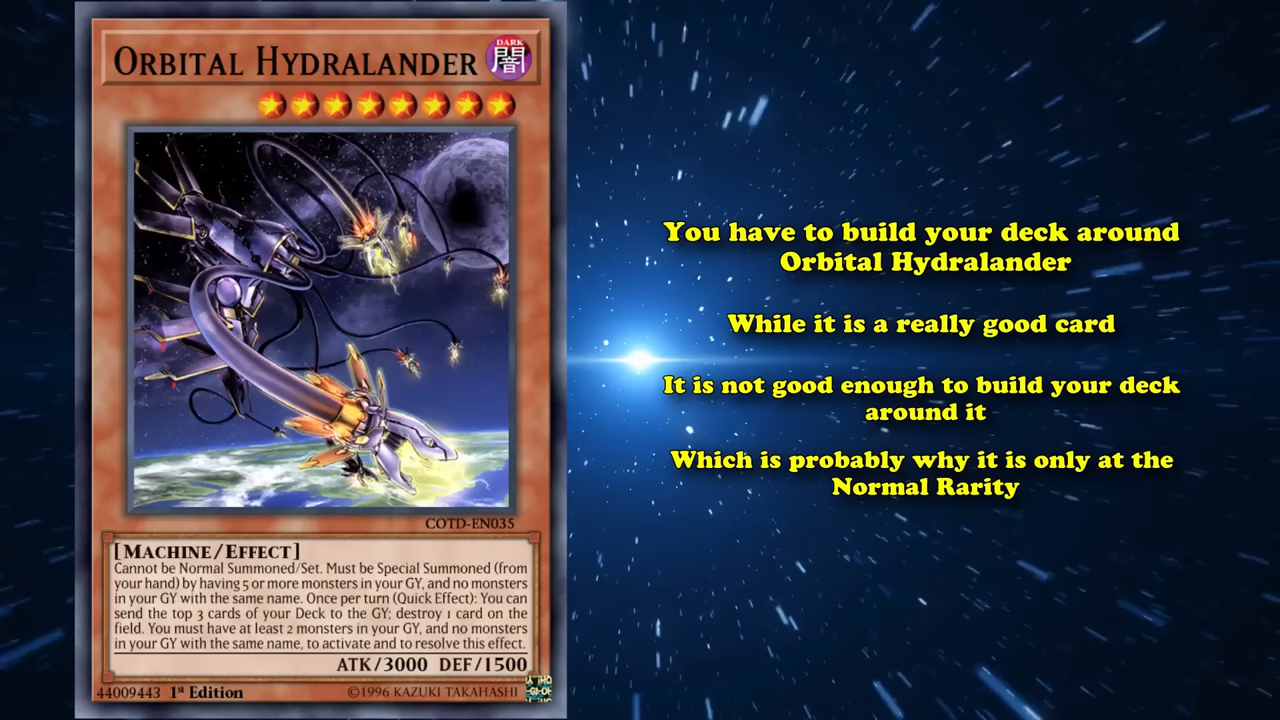 ORBITAL HYDRALANDER
DARK
闇
COTD-EN035
[MACHINE/EFFECT]
Cannot be Normal Summoned/Set. Must be Special Summoned (from
your hand) by having 5 or more monsters in your GY, and no monsters
in your GY with the same name. Once per turn (Quick Effect): You can
send the top 3 cards of your Deck to the GY; destroy 1 card on the
field. You must have at least 2 monsters in your GY, and no monsters
in your GY with the same name, to activate and to resolve this effect.
ATK/3000 DEF/1500
44009443 1st Edition ©1996 KAZUKI TAKAHASHI
You have to build your deck around
Orbital Hydralander
While it is a really good card
It is not good enough to build your deck
around it
Which is probably why it is only at the
Normal Rarity